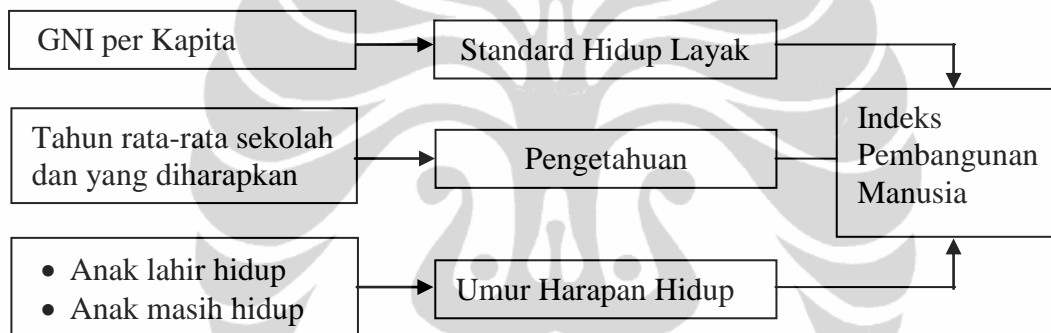 GNI per Kapita
Standard Hidup Layak
Tahun rata-rata sekolah
dan yang diharapkan
Pengetahuan
Indeks
Pembangunan
Manusia
• Anak lahir hidup
• Anak masih hidup
Umur Harapan Hidup